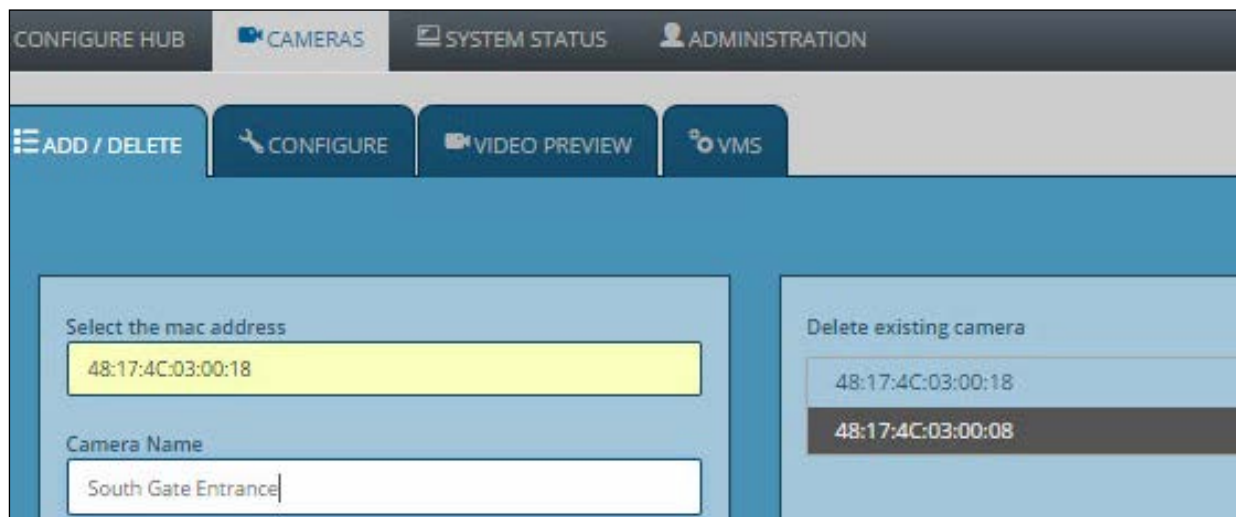 CONFIGURE HUB CAMERAS SYSTEM STATUS ADMINISTRATION
ADD / DELETE CONFIGURE VIDEO PREVIEW VMS
Select the mac address
48:17:4C:03:00:18
Camera Name
South Gate Entrance
Delete existing camera
48:17:4C:03:00:18
48:17:4C:03:00:08